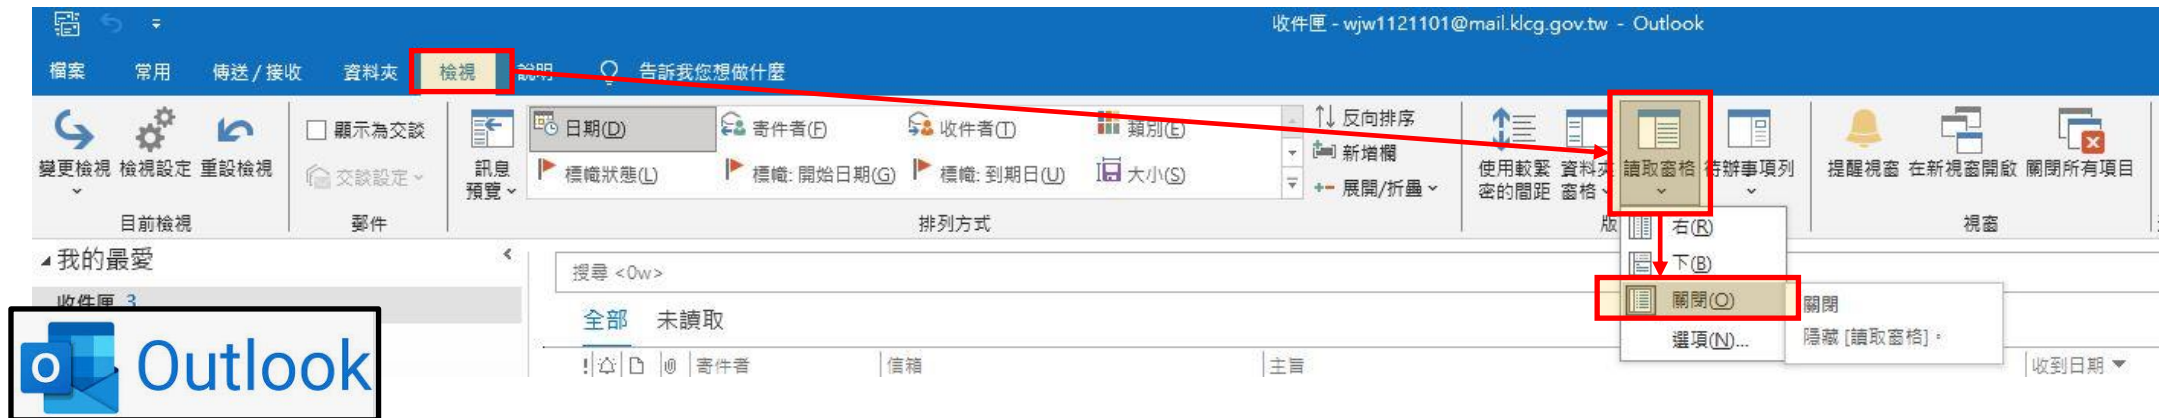 收件匣 - wjw1121101@mail.klcg.gov.tw - Outlook
檔案 常用 傳送 / 接收 資料夾 檢視 說明 告訴我您想做什麼
變更檢視 檢視設定 重設檢視
目前檢視
顯示為交談
交談設定
郵件
訊息
預覽
日期(D) 寄件者(F) 收件者(T) 類別(E)
標幟狀態(L) 標幟: 開始日期(G) 標幟: 到期日(U) 大小(S)
反向排序
新增欄
展開/折疊
排列方式
使用較緊
密的間距
資料夾
窗格
讀取窗格
待辦事項列
版
提醒視窗 在新視窗開啟 關閉所有項目
視窗
右(R)
下(B)
關閉(O)
選項(N)...
關閉
隱藏 [讀取窗格]。
我的最愛
收件匣 3
搜尋 <0w>
全部 未讀取
寄件者 信箱 主旨 收到日期
Outlook